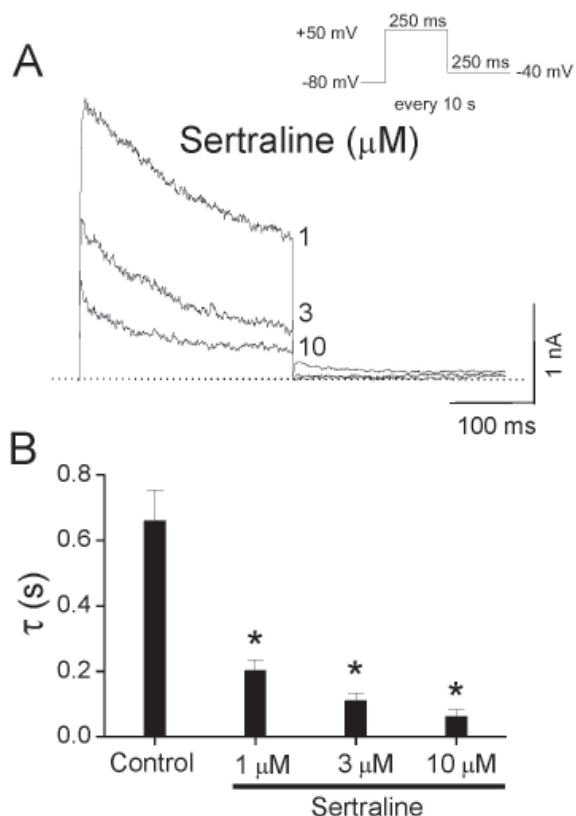 A
250 ms
+50 mV
250 ms
-40 mV
-80 mV
every 10 s
Sertraline (μM)
1
3
10
1 nA
100 ms
B
0.8
0.6
0.4
0.2
0.0
τ (s)
*
*
*
Control
1 μM
3 μM
10 μM
Sertraline